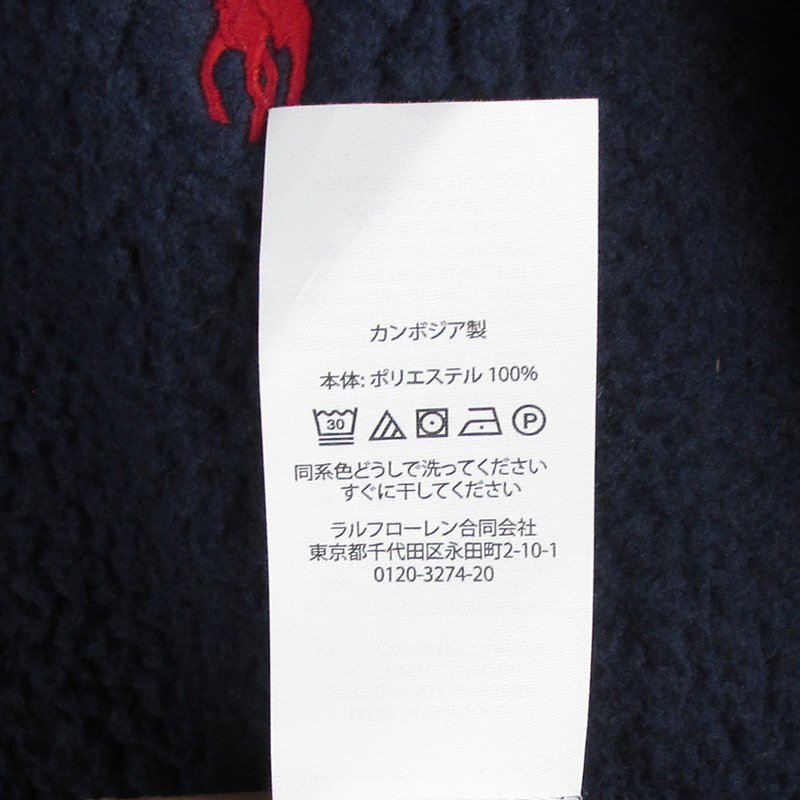 カンボジア製
本体: ポリエステル 100%
30 P
同系色どうしで洗ってください
すぐに干してください
ラルフローレン合同会社
東京都千代田区永田町2-10-1
0120-3274-20